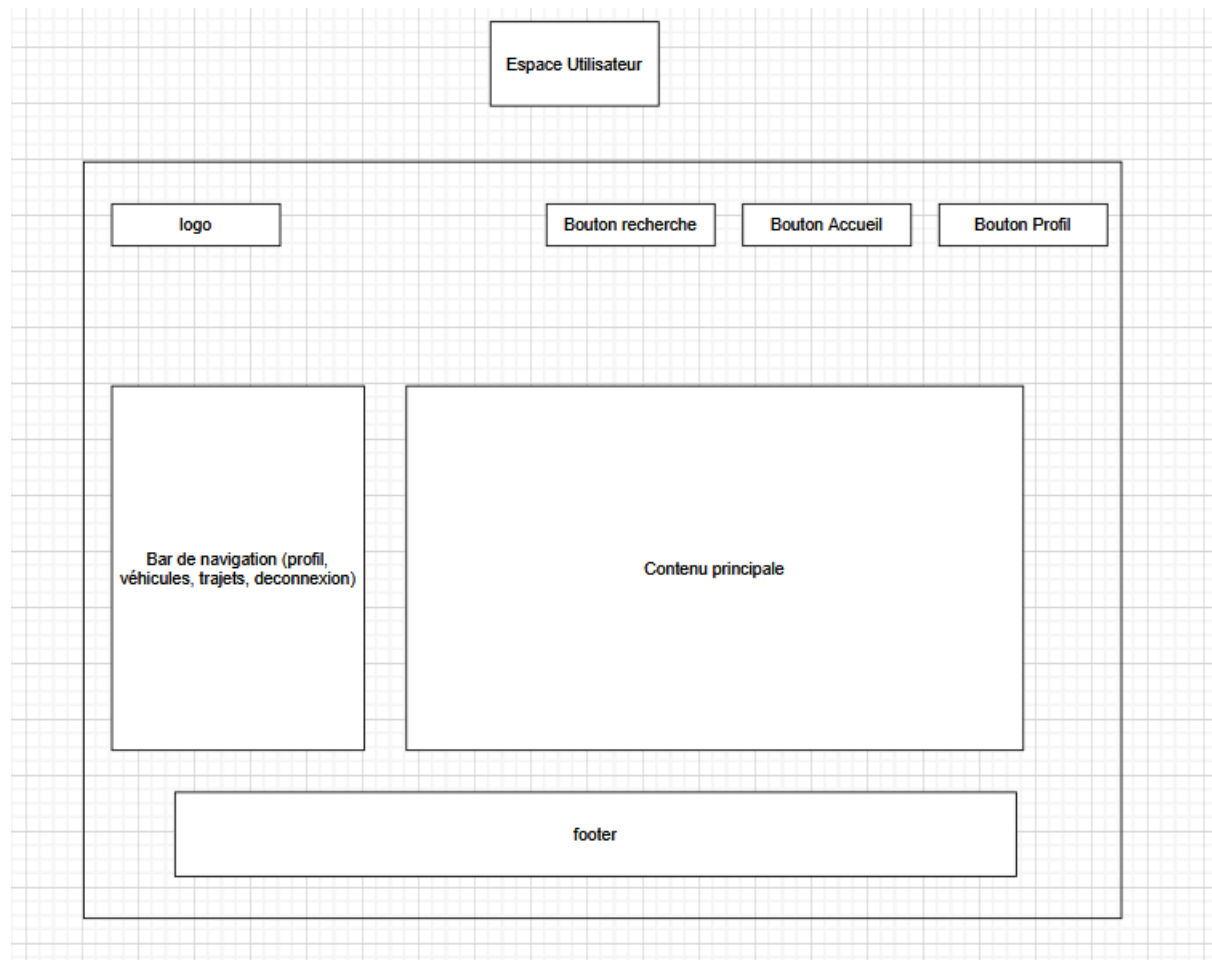 Espace Utilisateur
logo
Bouton recherche
Bouton Accueil
Bouton Profil
Bar de navigation (profil,
véhicules, trajets, deconnexion)
Contenu principale
footer